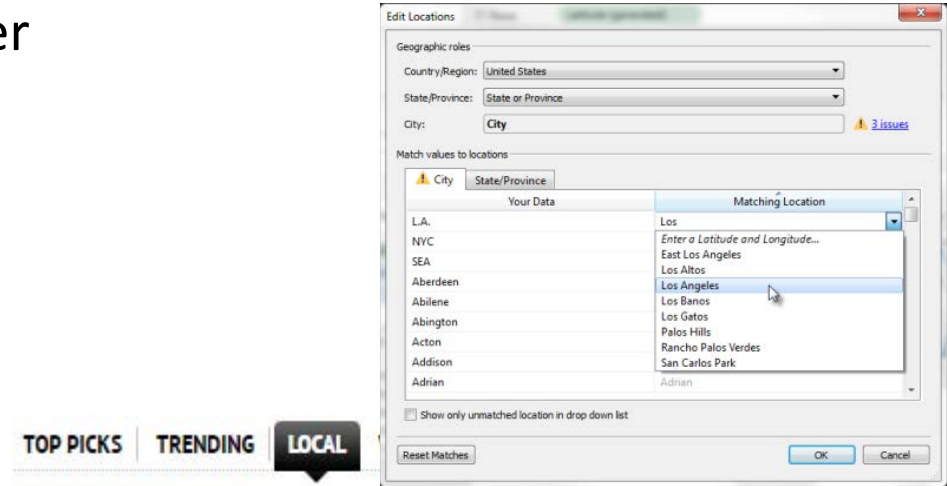 er
Edit Locations
Geographic roles
Country/Region: United States
State/Province: State or Province
City: City 3 issues
Match values to locations
City State/Province
Your Data Matching Location
L.A. Los
NYC Enter a Latitude and Longitude...
East Los Angeles
SEA Los Altos
Aberdeen Los Angeles
Abilene Los Banos
Abington Los Gatos
Palos Hills
Acton Rancho Palos Verdes
Addison San Carlos Park
Adrian Adrian
Show only unmatched location in drop down list
Reset Matches OK Cancel
TOP PICKS TRENDING LOCAL